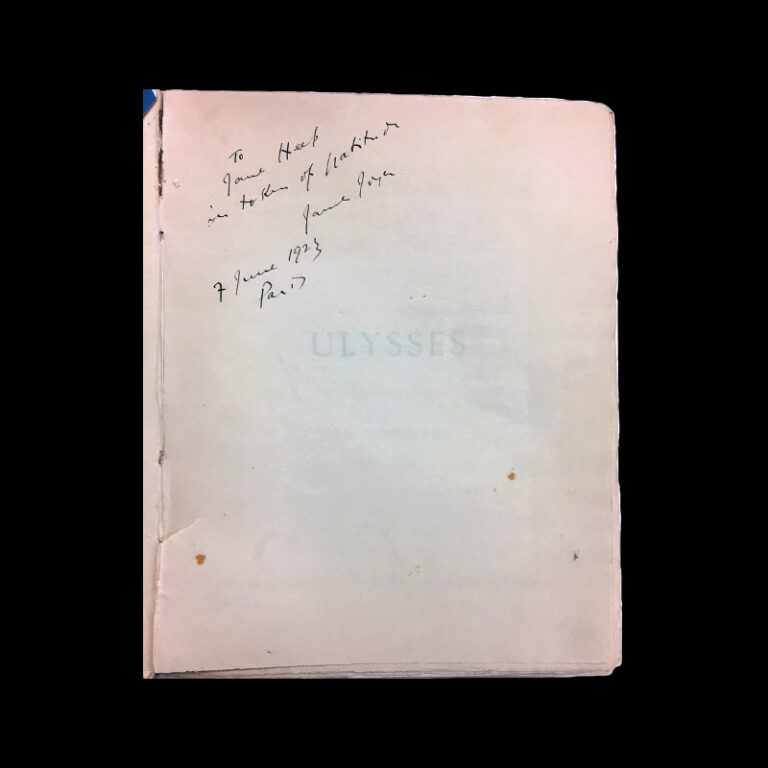 To
Jane Heap
in token of gratitude
James Joyce
7 June 1923
Paris
ULYSSES